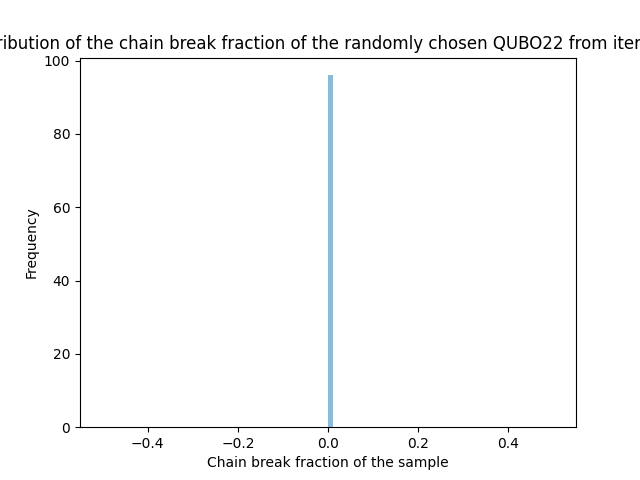 ribution of the chain break fraction of the randomly chosen QUBO22 from iter
100
80
60
40
20
0
Frequency
−0.4 −0.2 0.0 0.2 0.4
Chain break fraction of the sample